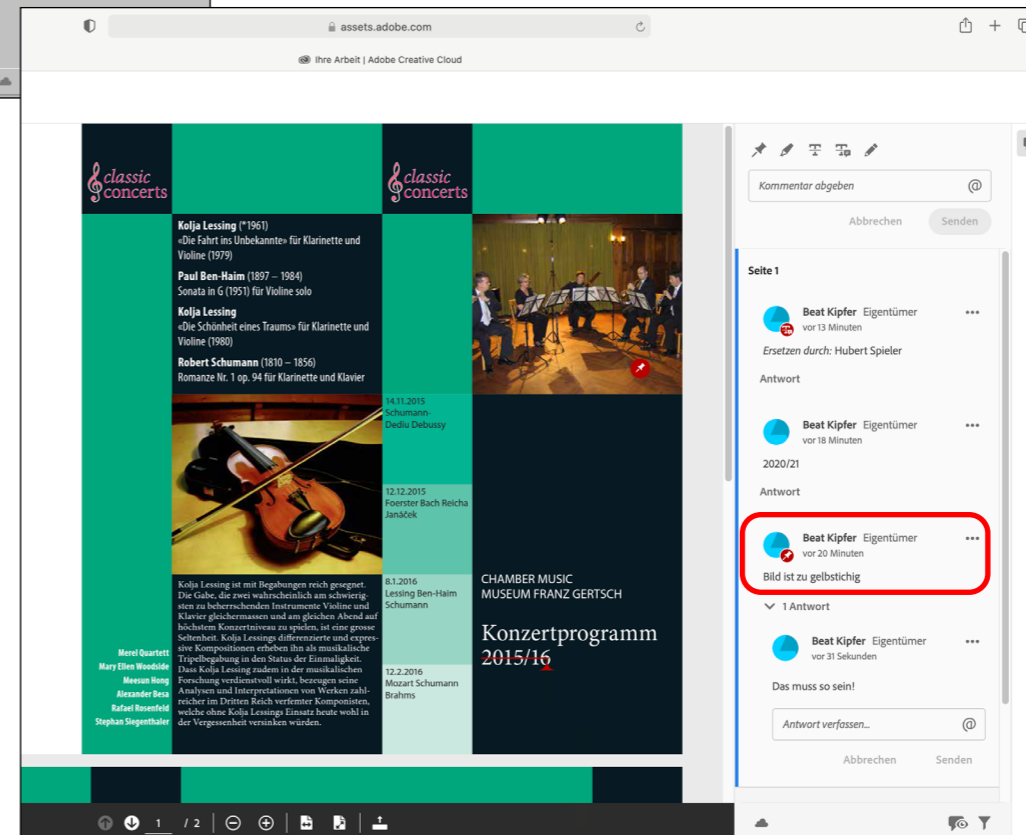 assets.adobe.com
Ihre Arbeit | Adobe Creative Cloud
classic
concerts
Kolja Lessing (*1961)
«Die Fahrt ins Unbekannte» für Klarinette und
Violine (1979)
Paul Ben-Haim (1897 – 1984)
Sonata in G (1951) für Violine solo
Kolja Lessing
«Die Schönheit eines Traums» für Klarinette und
Violine (1980)
Robert Schumann (1810 – 1856)
Romanze Nr. 1 op. 94 für Klarinette und Klavier
Kolja Lessing ist mit Begabungen reich gesegnet.
Die Gabe, die zwei wahrscheinlich am schwierig-
sten zu beherrschenden Instrumente Violine und
Klavier gleichermassen und am gleichen Abend auf
höchstem Konzertniveau zu spielen, ist eine grosse
Seltenheit. Kolja Lessings differenzierte und expres-
sive Kompositionen erheben ihn als musikalische
Tripelbegabung in den Status der Einmaligkeit.
Dass Kolja Lessing zudem in der musikalischen
Forschung verdienstvoll wirkt, bezeugen seine
Analysen und Interpretationen von Werken zahl-
reicher im Dritten Reich verfemter Komponisten,
welche ohne Kolja Lessings Einsatz heute wohl in
der Vergessenheit versinken würden.
Merel Quartett
Mary Ellen Woodside
Meesun Hong
Alexander Besa
Rafael Rosenfeld
Stephan Siegenthaler
classic
concerts
14.11.2015
Schumann-
Dediu Debussy
12.12.2015
Foerster Bach Reicha
Janáček
8.1.2016
Lessing Ben-Haim
Schumann
12.2.2016
Mozart Schumann
Brahms
CHAMBER MUSIC
MUSEUM FRANZ GERTSCH
Konzertprogramm
2015/16
1 / 2
Kommentar abgeben @
Abbrechen Senden
Seite 1
Beat Kipfer Eigentümer
vor 13 Minuten
Ersetzen durch: Hubert Spieler
Antwort
Beat Kipfer Eigentümer
vor 18 Minuten
2020/21
Antwort
Beat Kipfer Eigentümer
vor 20 Minuten
Bild ist zu gelbstichig
1 Antwort
Beat Kipfer Eigentümer
vor 31 Sekunden
Das muss so sein!
Antwort verfassen... @
Abbrechen Senden